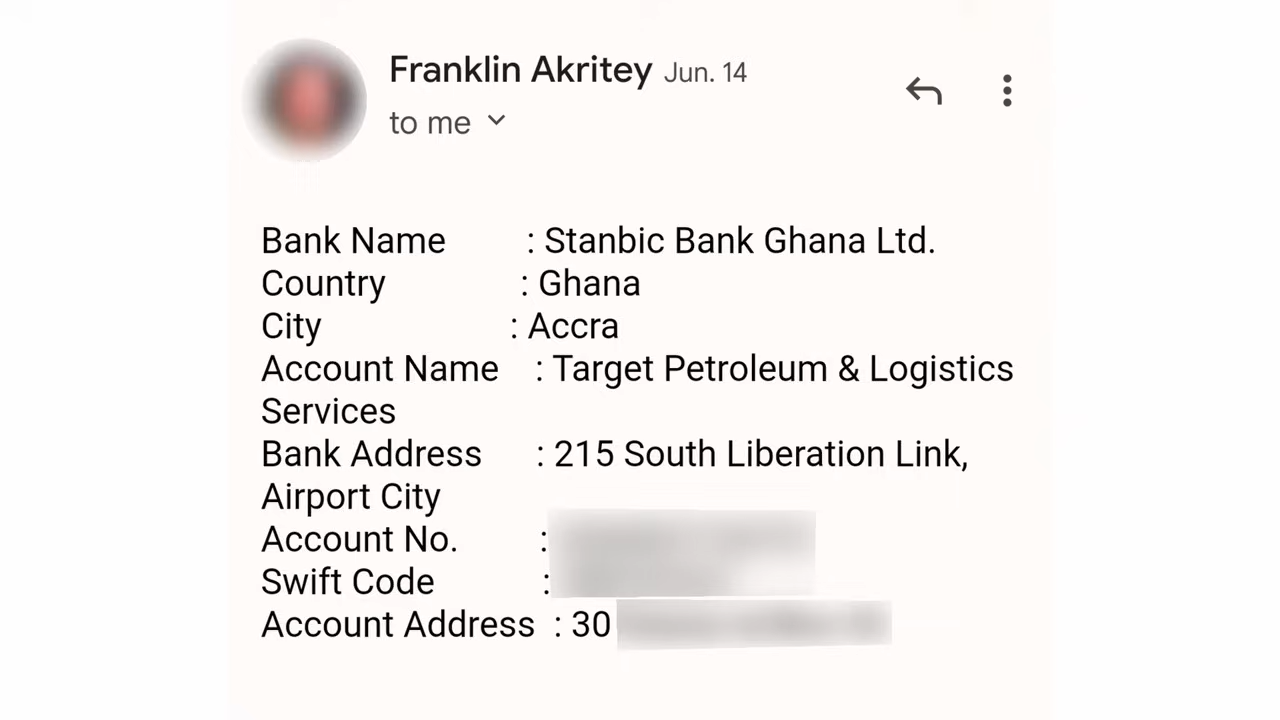 Franklin Akritey Jun. 14
to me
Bank Name : Stanbic Bank Ghana Ltd.
Country : Ghana
City : Accra
Account Name : Target Petroleum & Logistics
Services
Bank Address : 215 South Liberation Link,
Airport City
Account No. :
Swift Code :
Account Address : 30